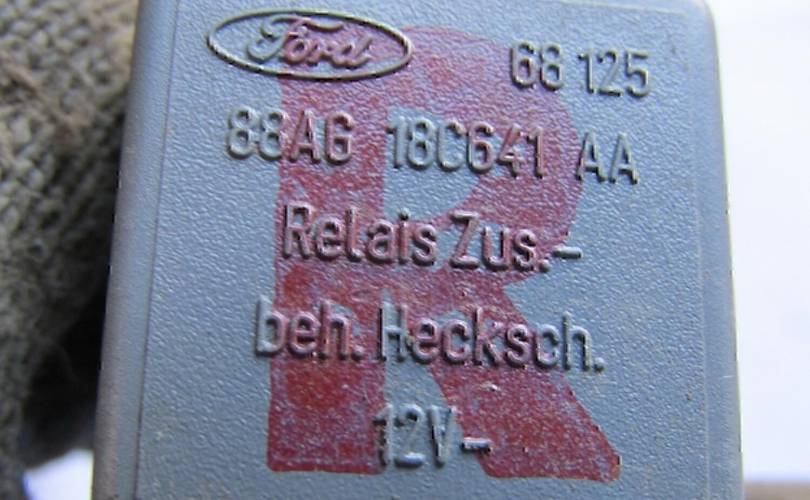 Ford 68 125
88AG 18C641 AA
Relais Zus.-
beh. Hecksch.
12V-
R